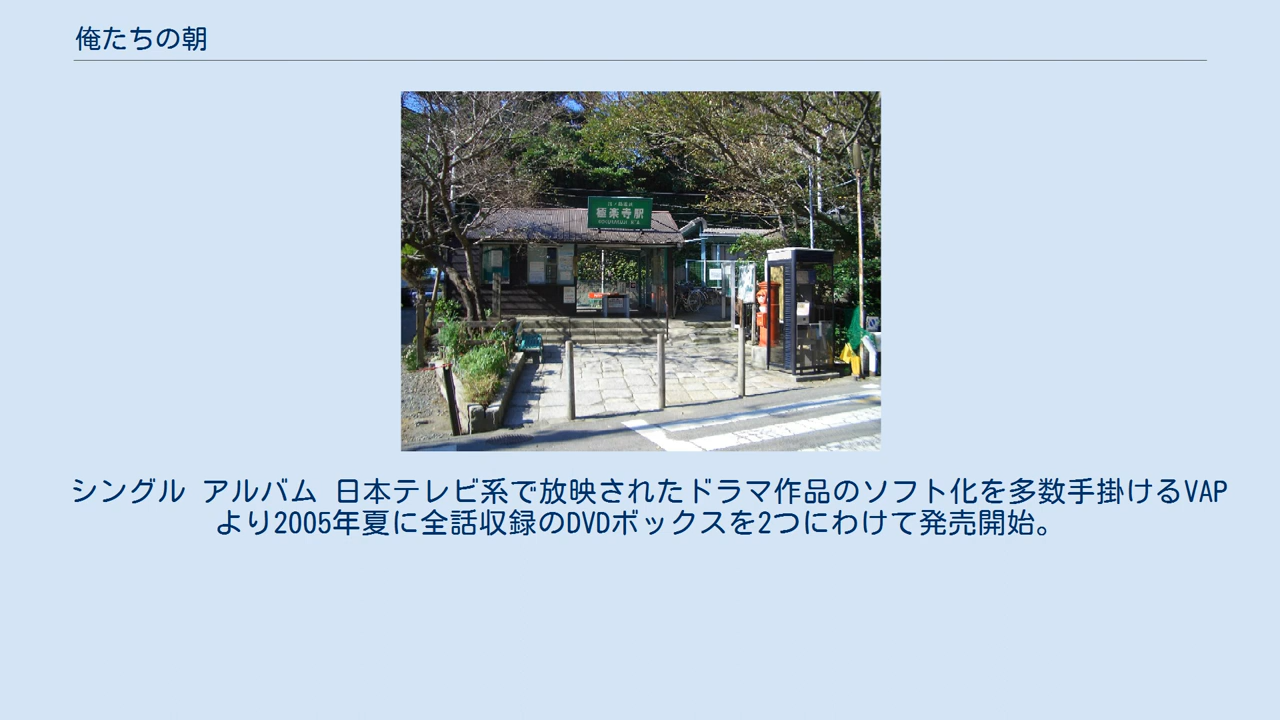 俺たちの朝
極楽寺駅
シングル アルバム 日本テレビ系で放映されたドラマ作品のソフト化を多数手掛けるVAP
より2005年夏に全話収録のDVDボックスを2つにわけて発売開始。